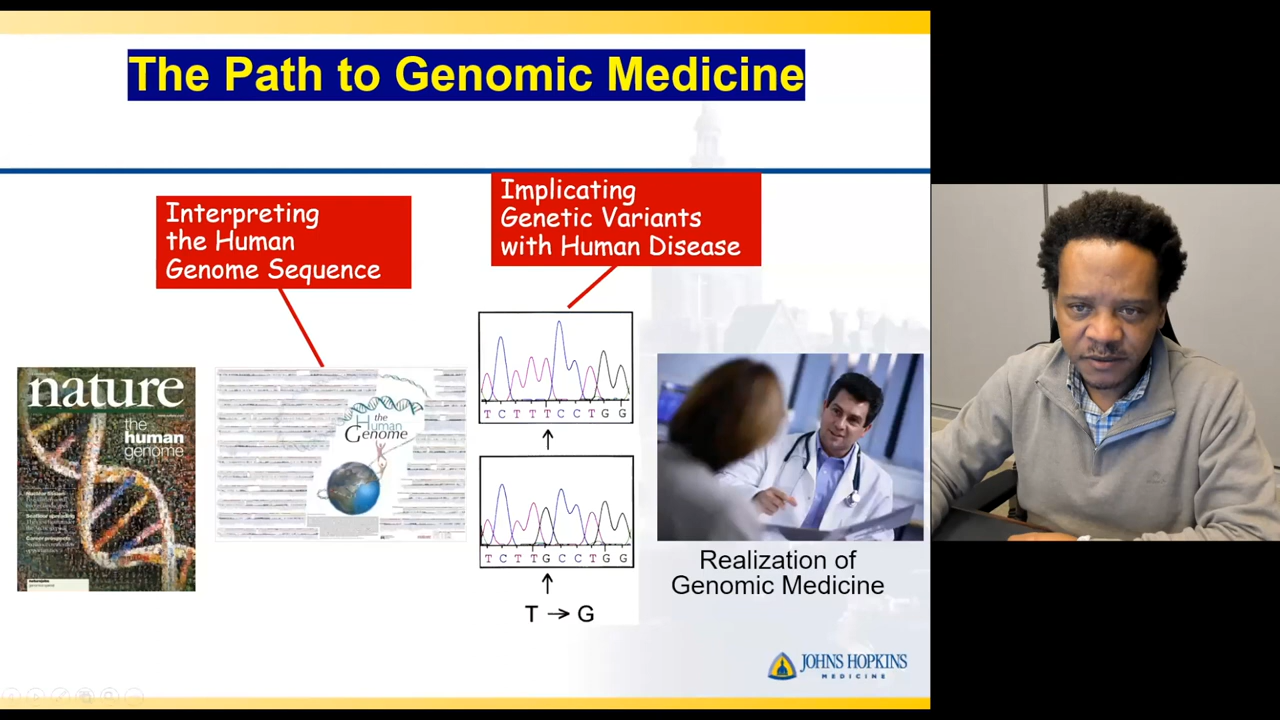 The Path to Genomic Medicine
Interpreting
the Human
Genome Sequence
Implicating
Genetic Variants
with Human Disease
nature
the
human
genome
the
Human
Genome
T C T T T C C T G G
T C T T G C C T G G
T → G
Realization of
Genomic Medicine
JOHNS HOPKINS
MEDICINE